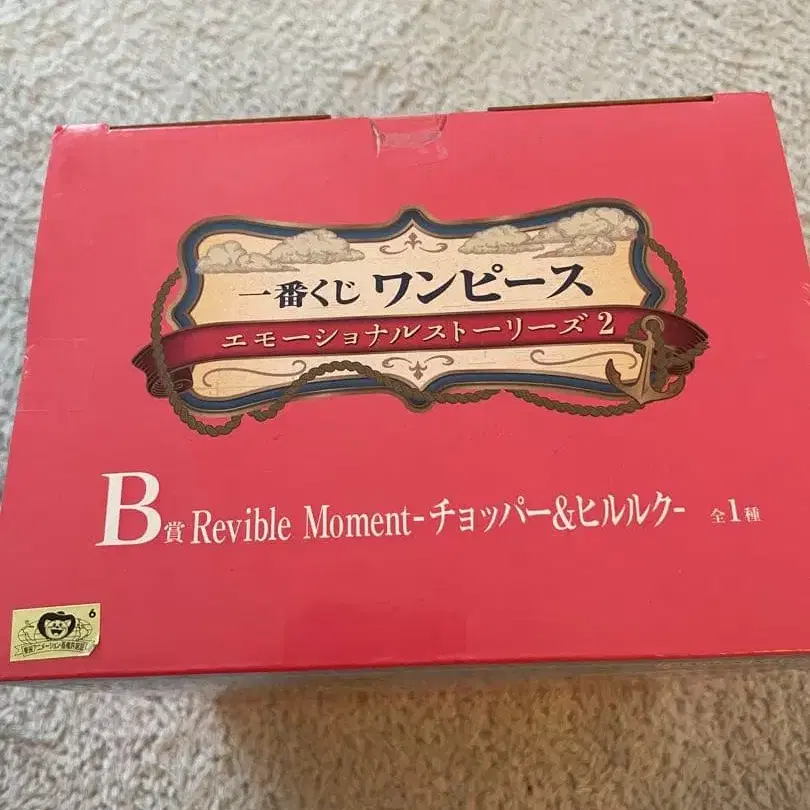 一番くじ ワンピース
エモーショナルストーリーズ2
B賞 Revible Moment-チョッパー&ヒルルク- 全1種
6